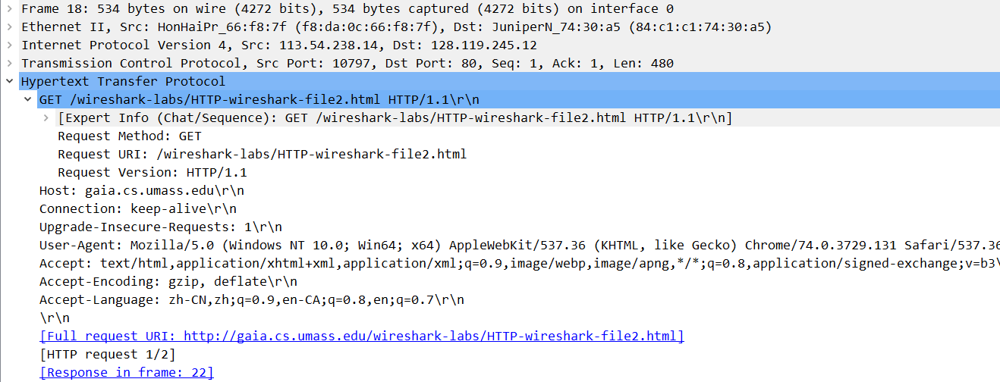 Frame 18: 534 bytes on wire (4272 bits), 534 bytes captured (4272 bits) on interface 0
Ethernet II, Src: HonHaiPr_66:f8:7f (f8:da:0c:66:f8:7f), Dst: JuniperN_74:30:a5 (84:c1:c1:74:30:a5)
Internet Protocol Version 4, Src: 113.54.238.14, Dst: 128.119.245.12
Transmission Control Protocol, Src Port: 10797, Dst Port: 80, Seq: 1, Ack: 1, Len: 480
Hypertext Transfer Protocol
GET /wireshark-labs/HTTP-wireshark-file2.html HTTP/1.1\r\n
[Expert Info (Chat/Sequence): GET /wireshark-labs/HTTP-wireshark-file2.html HTTP/1.1\r\n]
Request Method: GET
Request URI: /wireshark-labs/HTTP-wireshark-file2.html
Request Version: HTTP/1.1
Host: gaia.cs.umass.edu\r\n
Connection: keep-alive\r\n
Upgrade-Insecure-Requests: 1\r\n
User-Agent: Mozilla/5.0 (Windows NT 10.0; Win64; x64) AppleWebKit/537.36 (KHTML, like Gecko) Chrome/74.0.3729.131 Safari/537.36
Accept: text/html,application/xhtml+xml,application/xml;q=0.9,image/webp,image/apng,*/*;q=0.8,application/signed-exchange;v=b3\
Accept-Encoding: gzip, deflate\r\n
Accept-Language: zh-CN,zh;q=0.9,en-CA;q=0.8,en;q=0.7\r\n
\r\n
[Full request URI: http://gaia.cs.umass.edu/wireshark-labs/HTTP-wireshark-file2.html]
[HTTP request 1/2]
[Response in frame: 22]